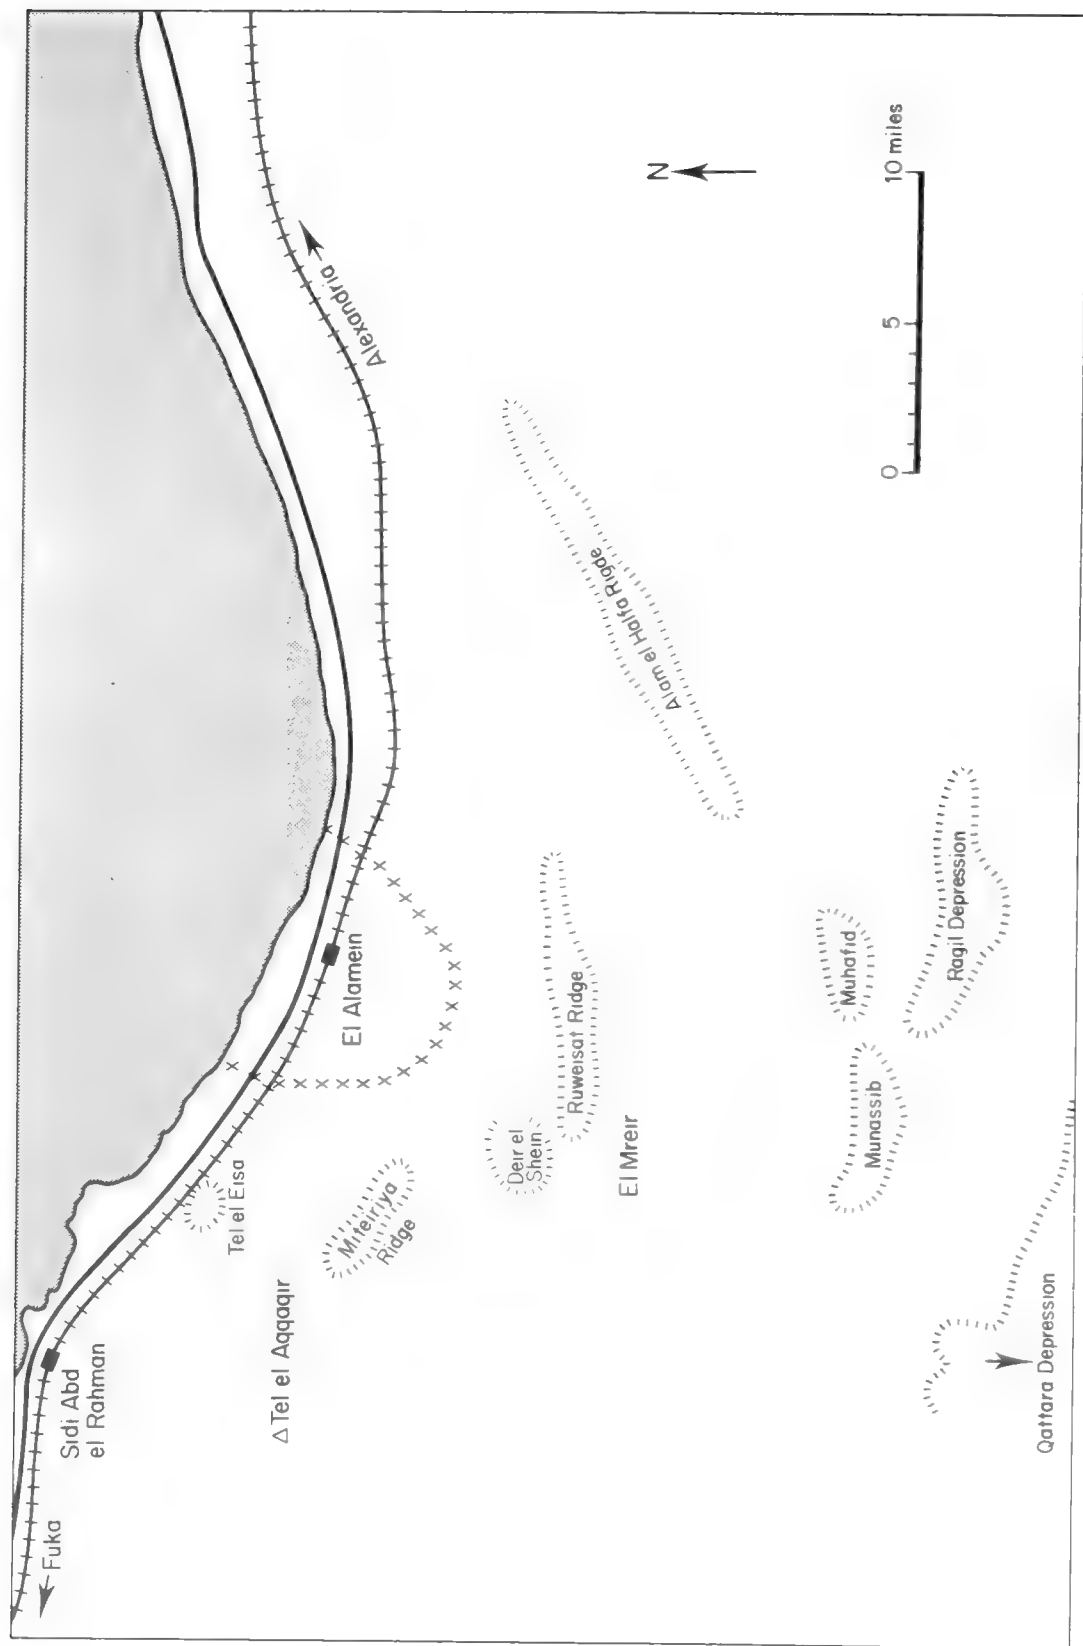 Fuka
Sidi Abd
el Rahman
Tel el Eisa
Δ Tel el Aqqaqir
Miteiriya
Ridge
El Alamein
Alexandria
Deir el
Shein
Ruweisat Ridge
El Mreir
Alam el Halfa Rigde
N
Munassib
Muhafid
Ragil Depression
Qattara Depression
0
5
10 miles